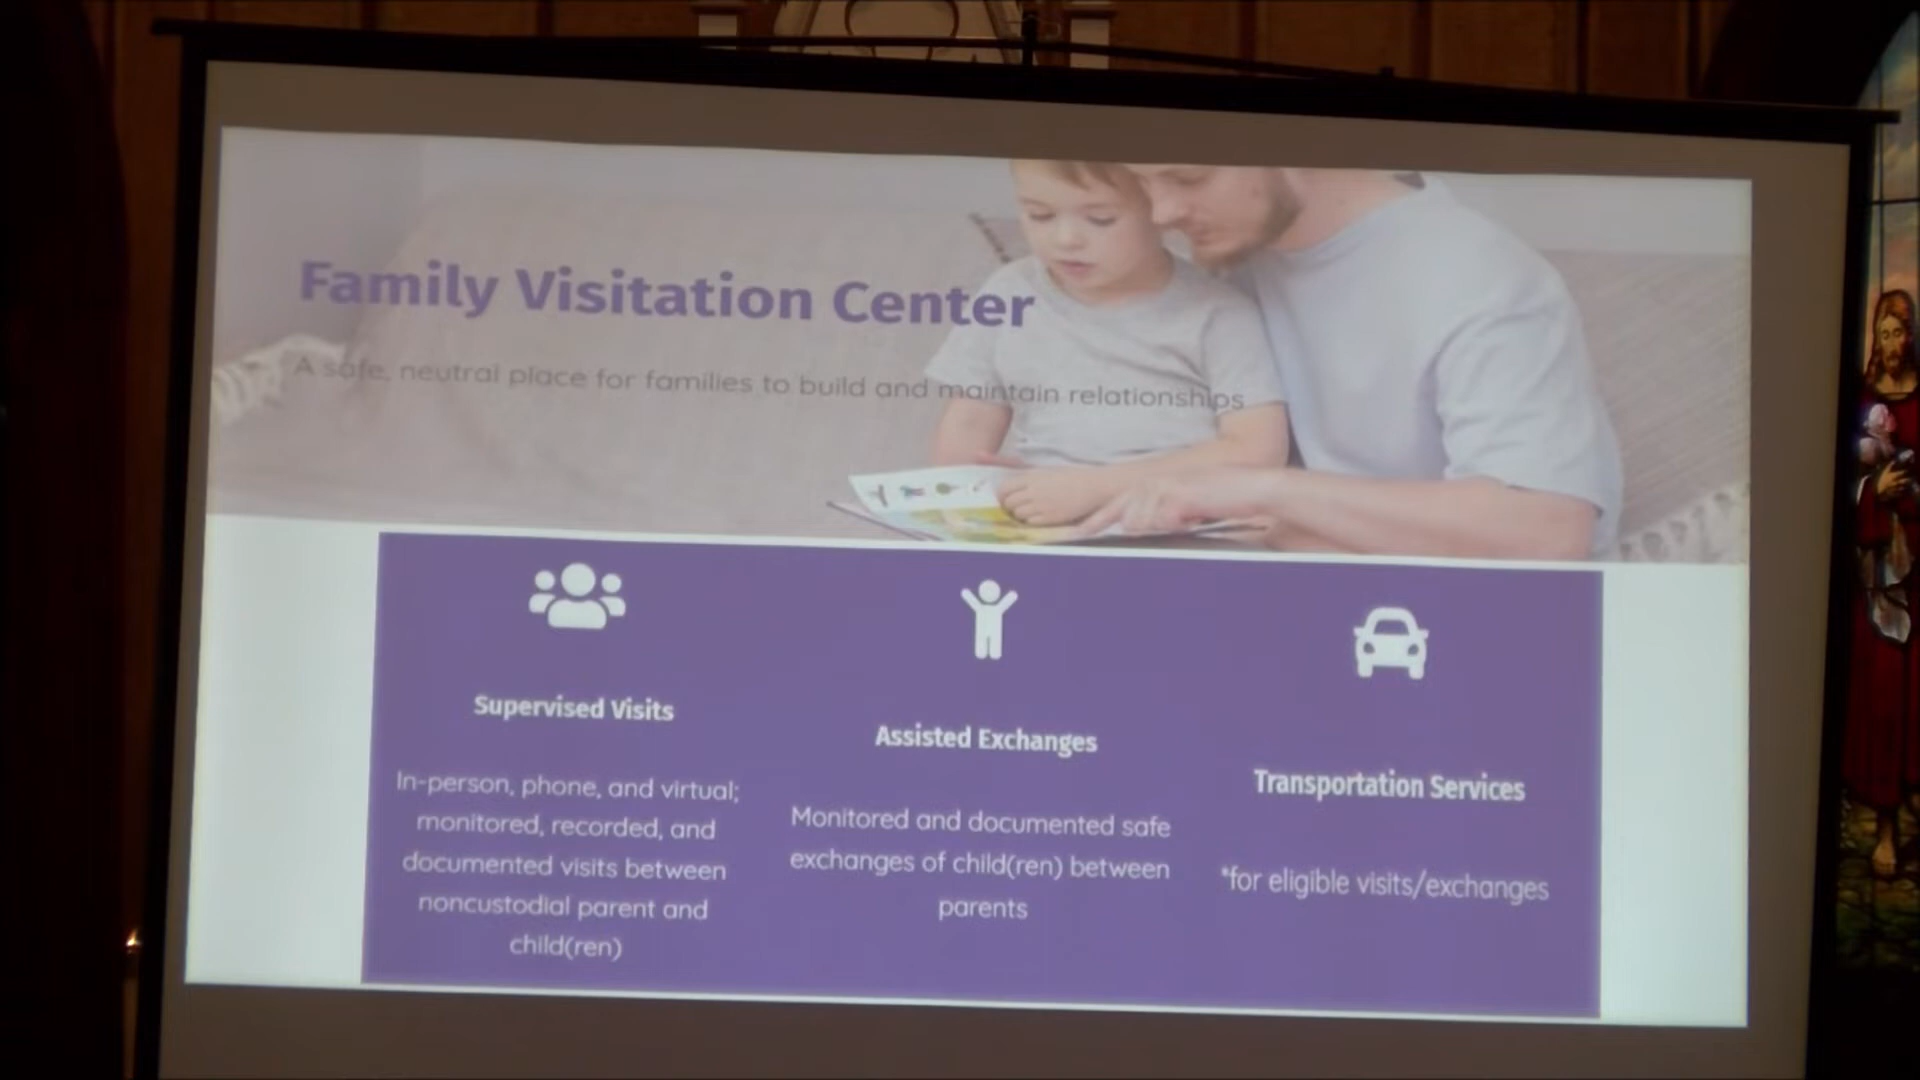 Family Visitation Center
A safe, neutral place for families to build and maintain relationships
Supervised Visits
In-person, phone, and virtual;
monitored, recorded, and
documented visits between
noncustodial parent and
child(ren)
Assisted Exchanges
Monitored and documented safe
exchanges of child(ren) between
parents
Transportation Services
*for eligible visits/exchanges